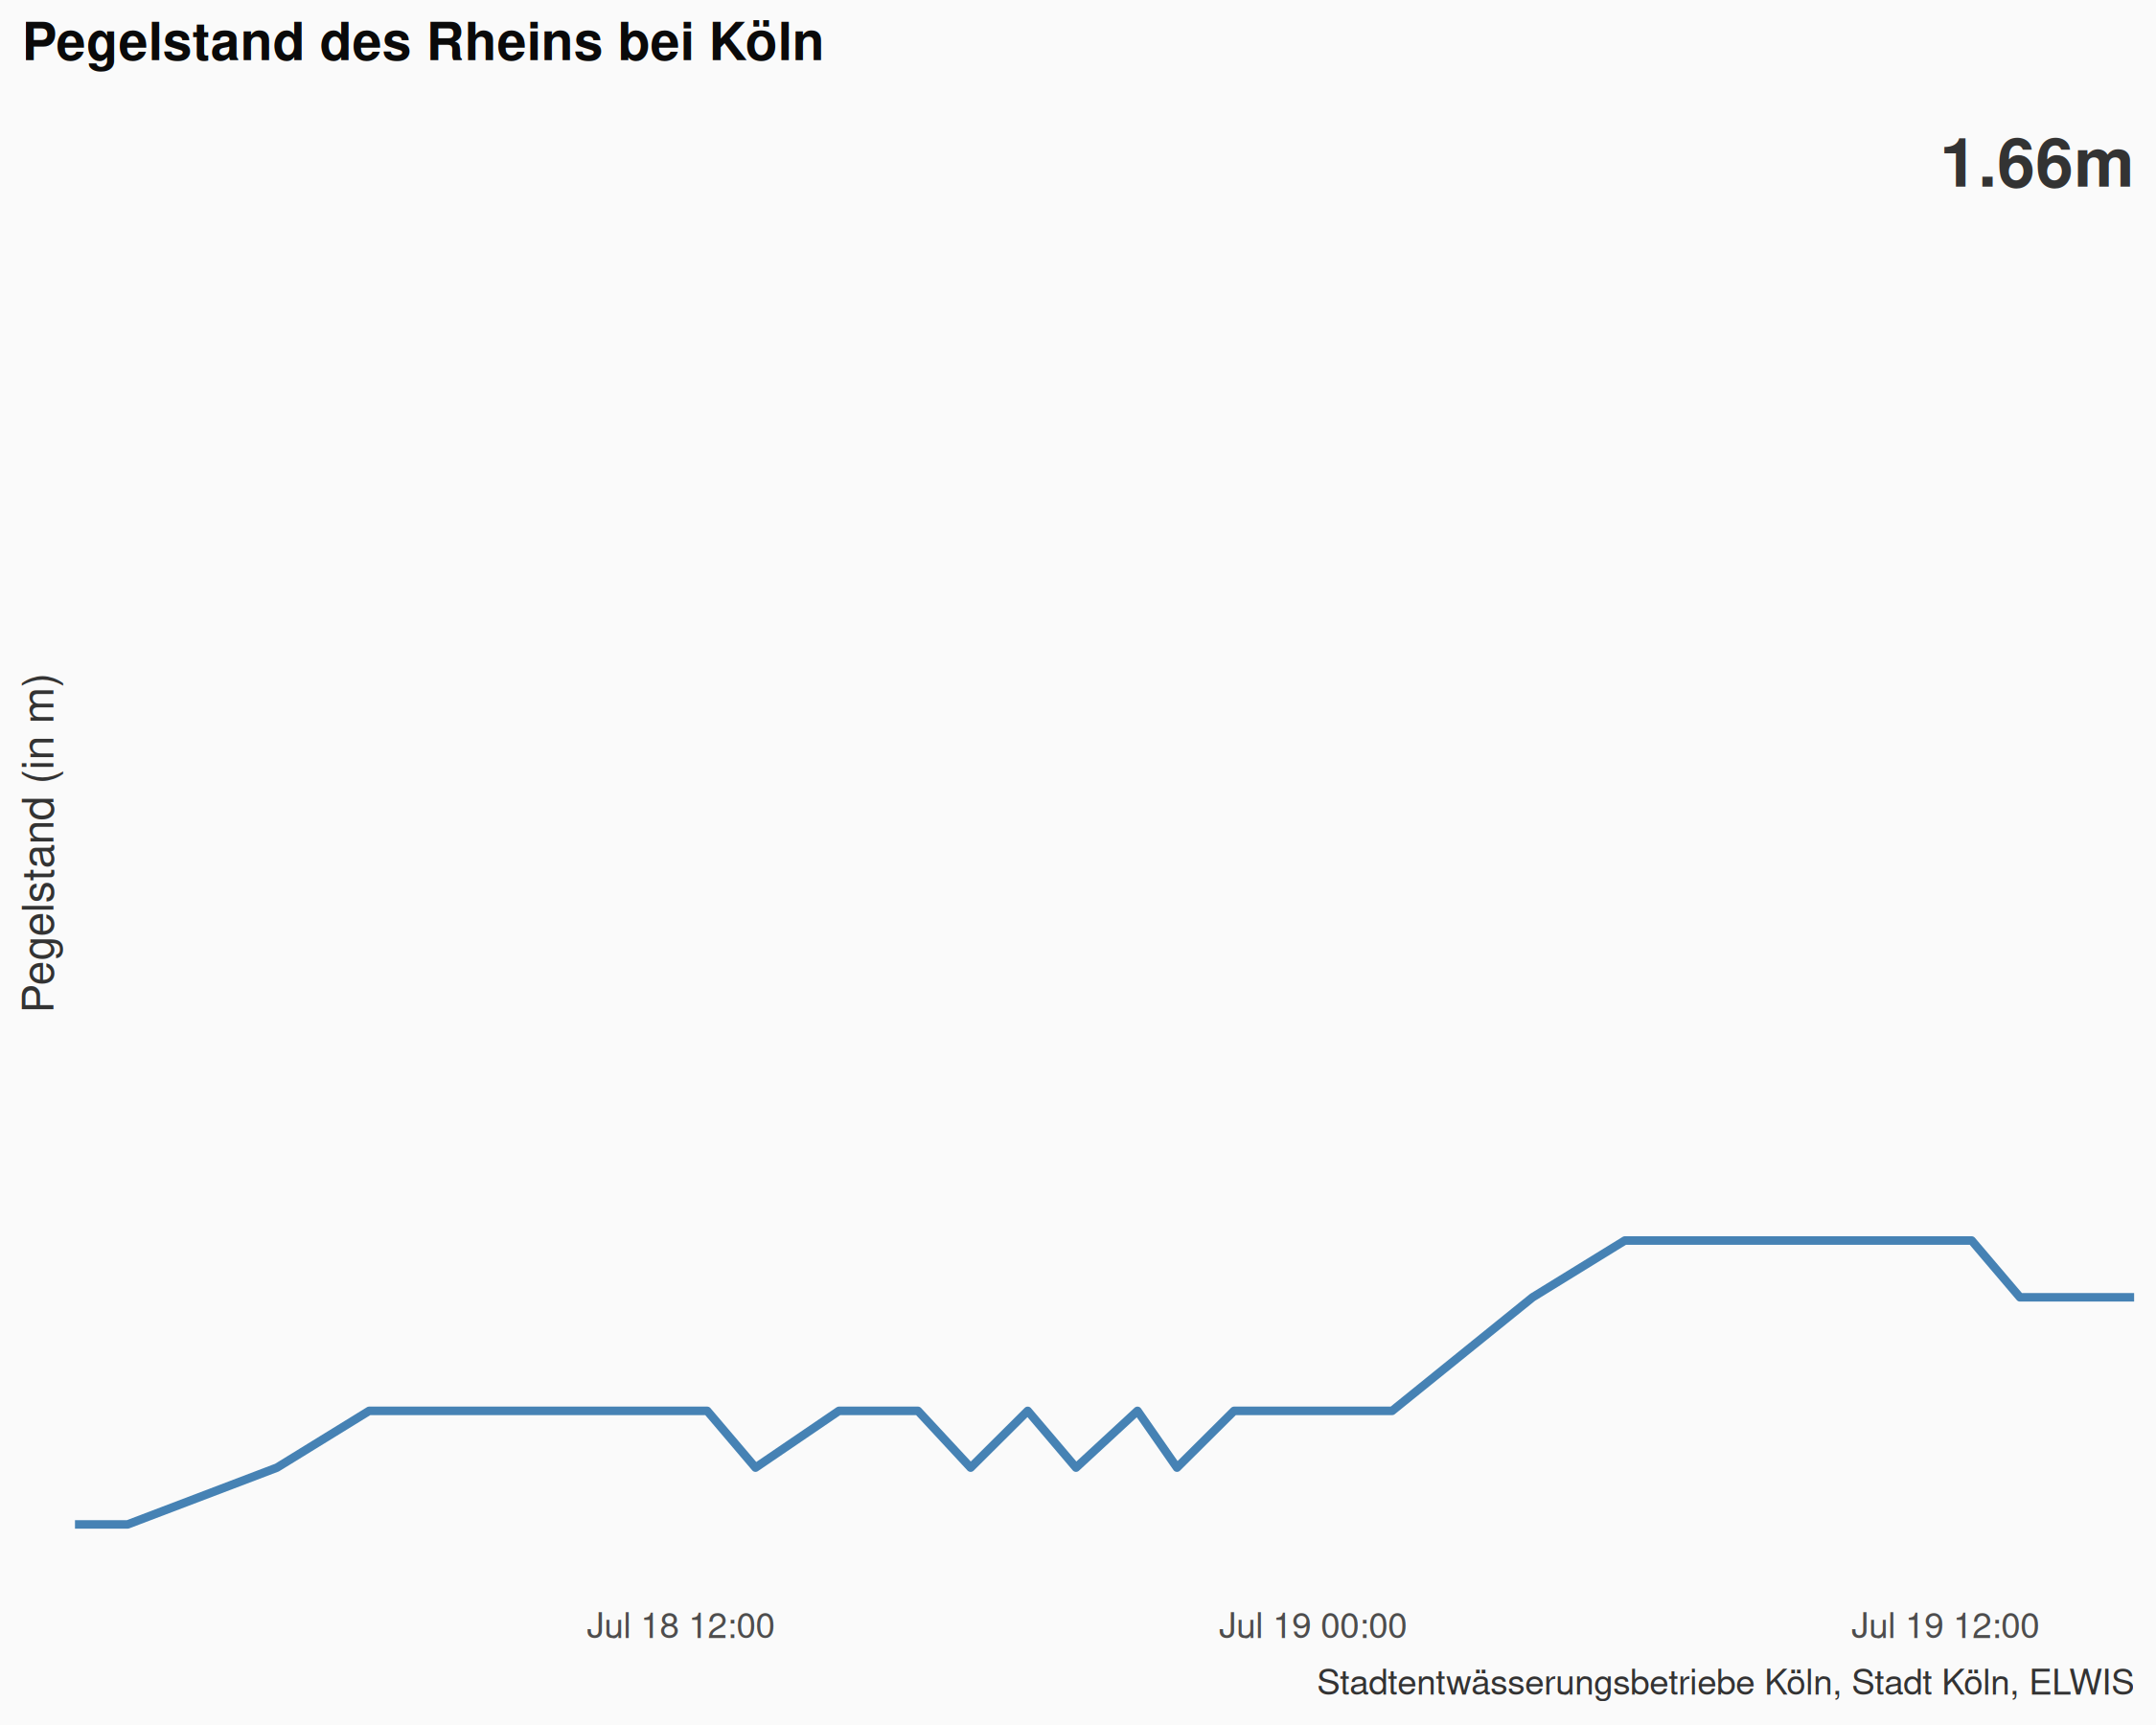 Pegelstand des Rheins bei Köln
1.66m
Pegelstand (in m)
Jul 18 12:00
Jul 19 00:00
Jul 19 12:00
Stadtentwässerungsbetriebe Köln, Stadt Köln, ELWIS